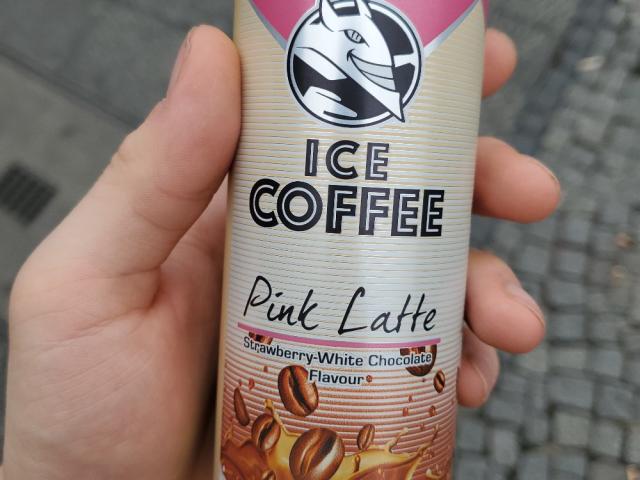 ICE
COFFEE
Pink Latte
Strawberry-White Chocolate
Flavour